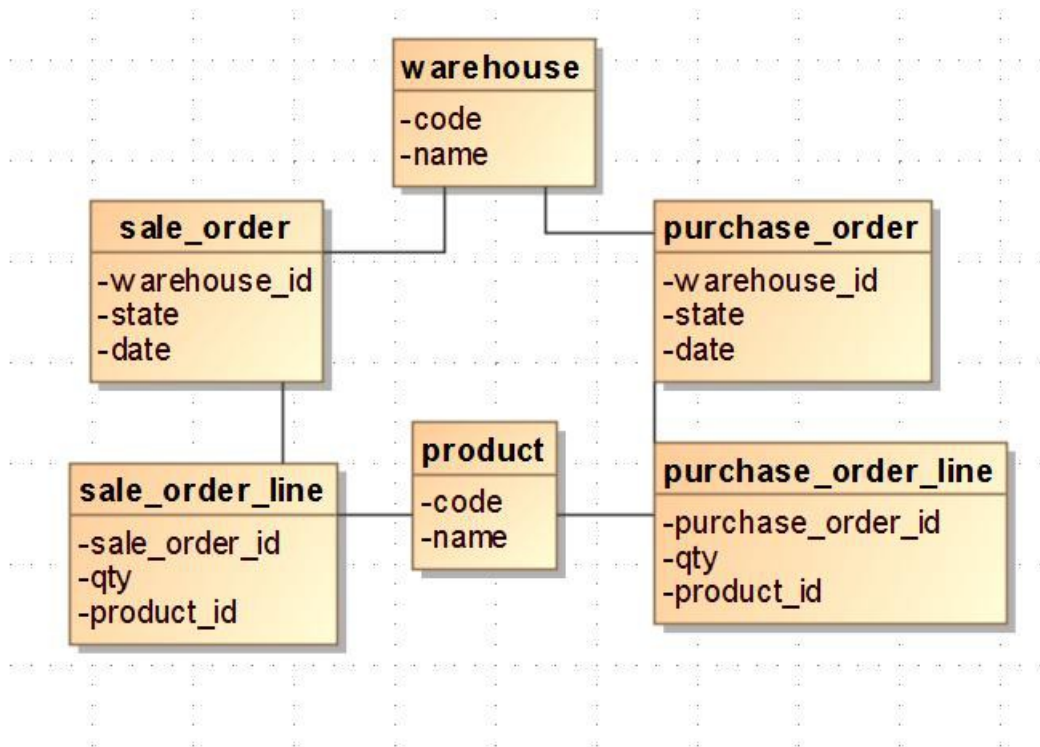 warehouse
-code
-name
sale_order
-warehouse_id
-state
-date
purchase_order
-warehouse_id
-state
-date
product
-code
-name
sale_order_line
-sale_order_id
-qty
-product_id
purchase_order_line
-purchase_order_id
-qty
-product_id